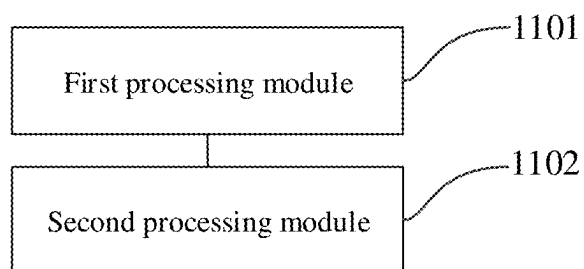 1101
First processing module
1102
Second processing module